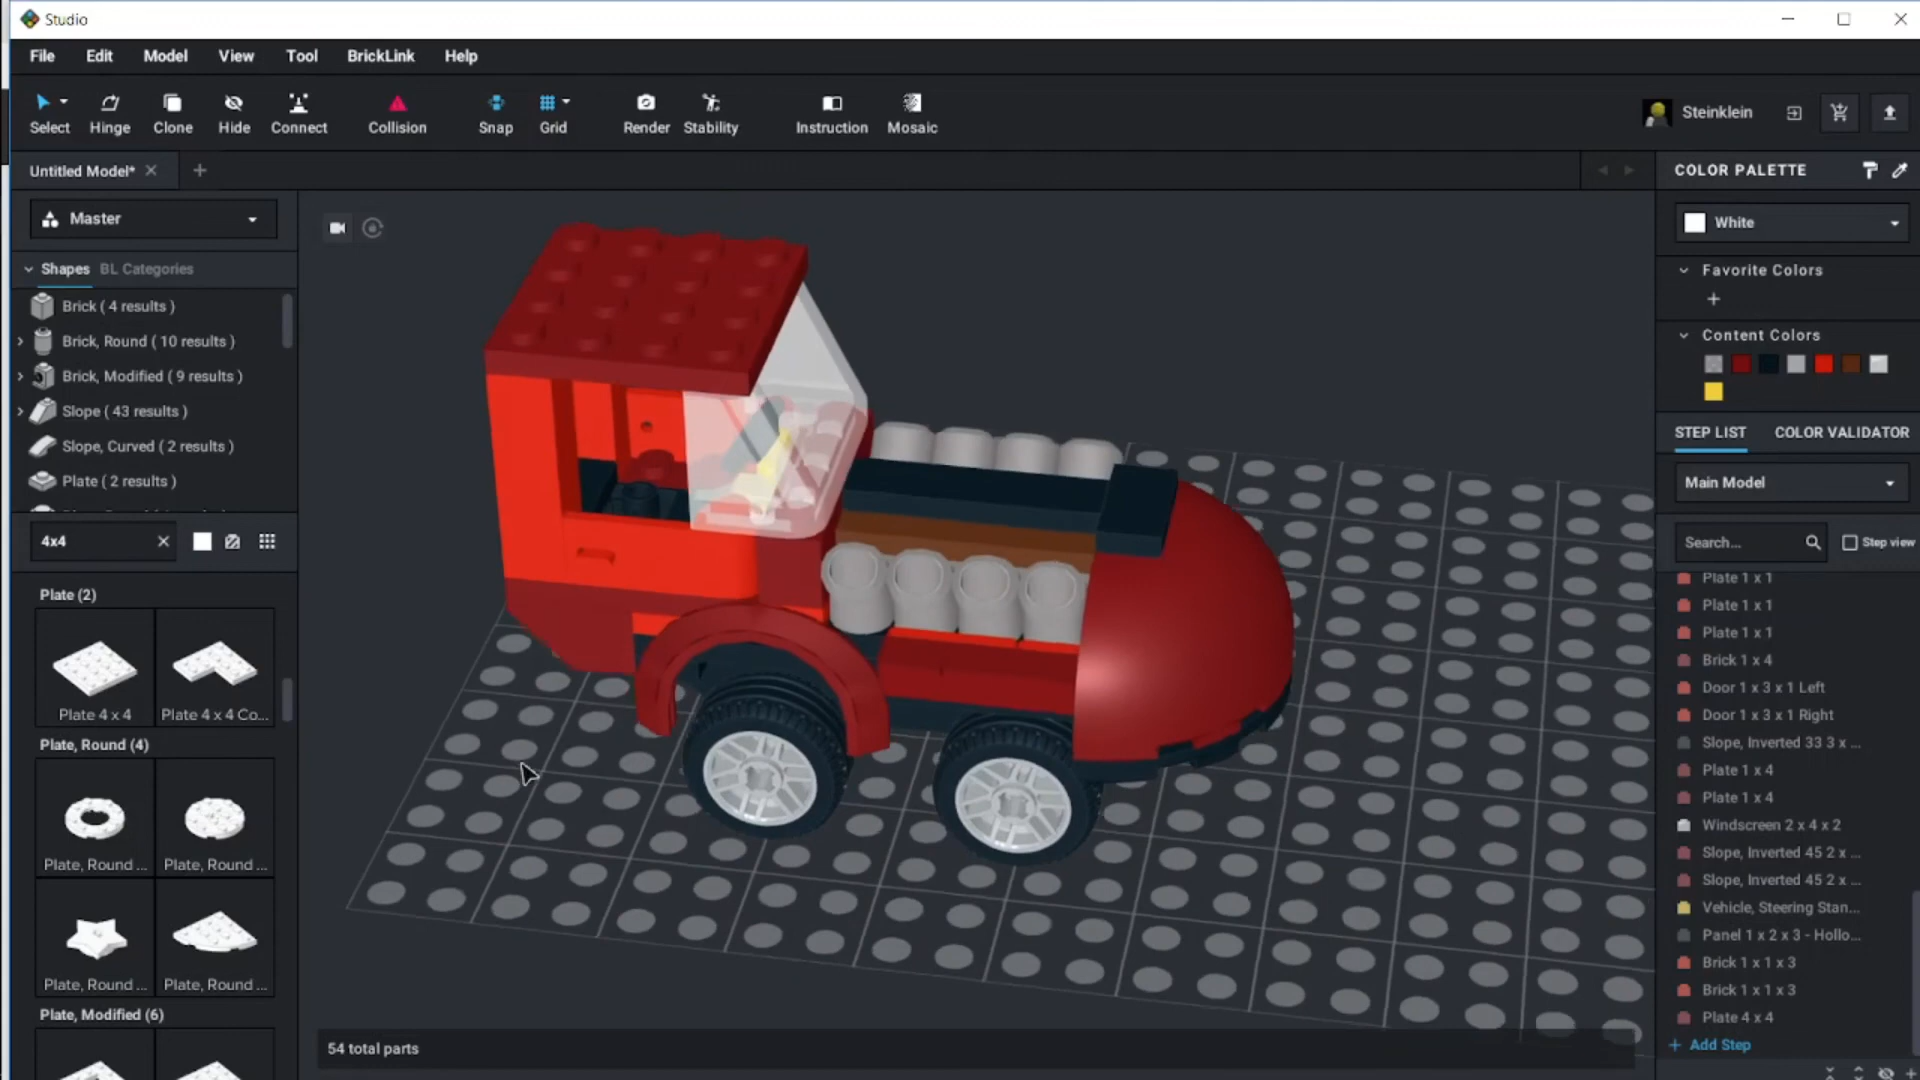 Studio
File Edit Model View Tool BrickLink Help
Select Hinge Clone Hide Connect Collision Snap Grid Render Stability Instruction Mosaic
Steinklein
Untitled Model*
Master
Shapes BL Categories
Brick ( 4 results )
Brick, Round ( 10 results )
Brick, Modified ( 9 results )
Slope ( 43 results )
Slope, Curved ( 2 results )
Plate ( 2 results )
4x4
Plate (2)
Plate 4 x 4 Plate 4 x 4 Co...
Plate, Round (4)
Plate, Round ... Plate, Round ...
Plate, Round ... Plate, Round ...
Plate, Modified (6)
54 total parts
COLOR PALETTE
White
Favorite Colors
Content Colors
STEP LIST COLOR VALIDATOR
Main Model
Search... Step view
Plate 1 x 1
Plate 1 x 1
Plate 1 x 1
Brick 1 x 4
Door 1 x 3 x 1 Left
Door 1 x 3 x 1 Right
Slope, Inverted 33 3 x ...
Plate 1 x 4
Plate 1 x 4
Windscreen 2 x 4 x 2
Slope, Inverted 45 2 x ...
Slope, Inverted 45 2 x ...
Vehicle, Steering Stan...
Panel 1 x 2 x 3 - Hollo...
Brick 1 x 1 x 3
Brick 1 x 1 x 3
Plate 4 x 4
+ Add Step